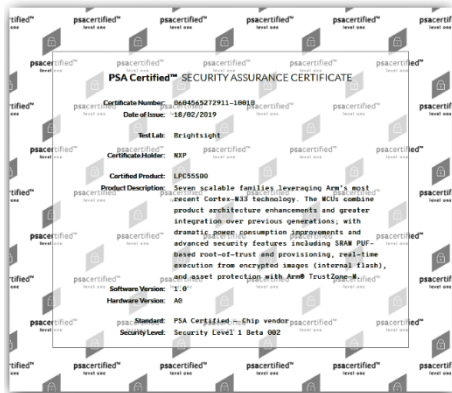 PSA Certified™ SECURITY ASSURANCE CERTIFICATE
Certificate Number: 0604565272911-10010
Date of Issue: 18/02/2019
Test Lab: Brightsight
Certificate Holder: NXP
Certified Product: LPC55S00
Product Description: Seven scalable families leveraging Arm's most
recent Cortex-M33 technology. The MCUs combine
product architecture enhancements and greater
integration over previous generations; with
dramatic power consumption improvements and
advanced security features including SRAM PUF-
based root-of-trust and provisioning, real-time
execution from encrypted images (internal flash),
and asset protection with Arm® TrustZone-M.
Software Version: 1.0
Hardware Version: A0
Standard: PSA Certified – Chip vendor
Security Level: Security Level 1 Beta 002
psacertified™
level one